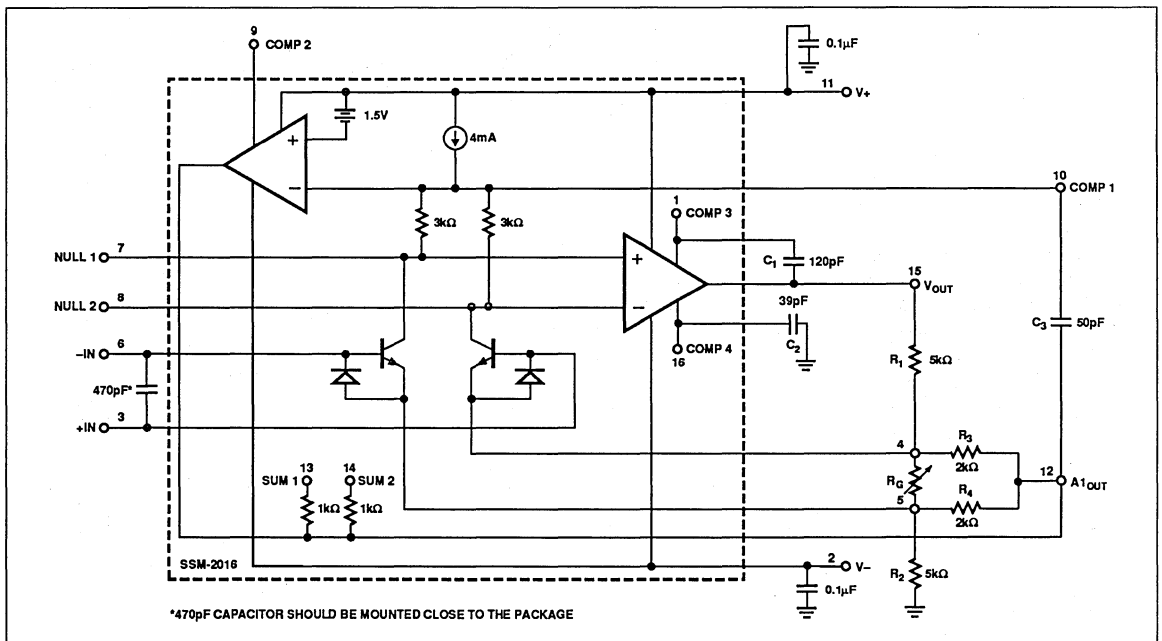 9
COMP 2
0.1µF
11
V+
1.5V
4mA
10
COMP 1
3kΩ
3kΩ
1
COMP 3
NULL 1
7
C1
120pF
15
VOUT
NULL 2
8
39pF
C2
16
COMP 4
C3
50pF
–IN
6
470pF*
+IN
3
R1
5kΩ
4
R3
2kΩ
13
SUM 1
14
SUM 2
1kΩ
1kΩ
RG
5
R4
2kΩ
12
A1OUT
SSM-2016
2
V–
0.1µF
R2
5kΩ
*470pF CAPACITOR SHOULD BE MOUNTED CLOSE TO THE PACKAGE